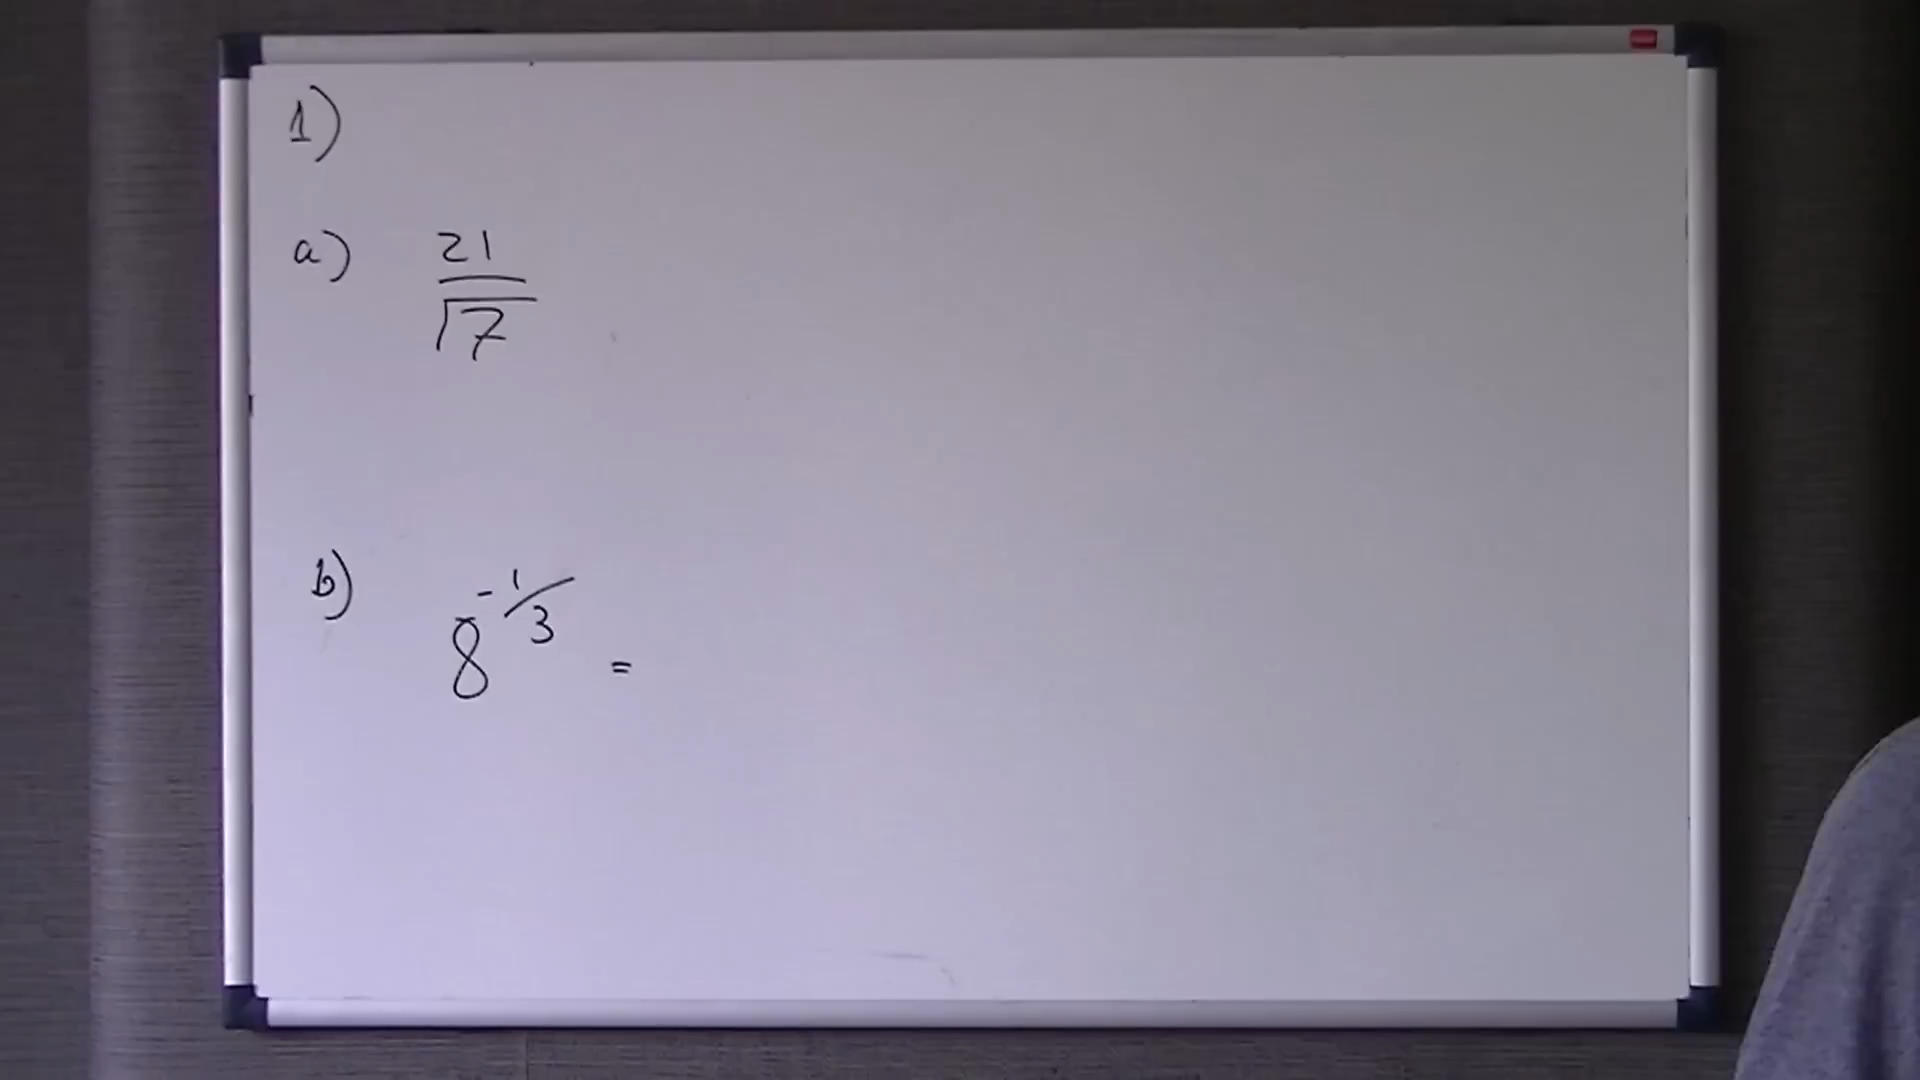 1)
a) 21/√7
b) 8^(-1/3) =